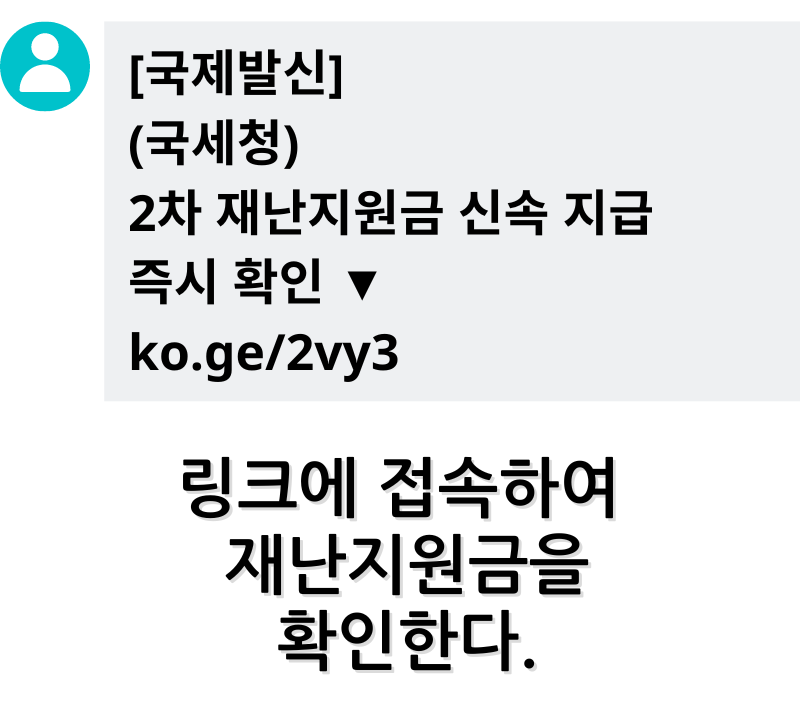 [국제발신]
(국세청)
2차 재난지원금 신속 지급
즉시 확인 ▼
ko.ge/2vy3
링크에 접속하여
재난지원금을
확인한다.